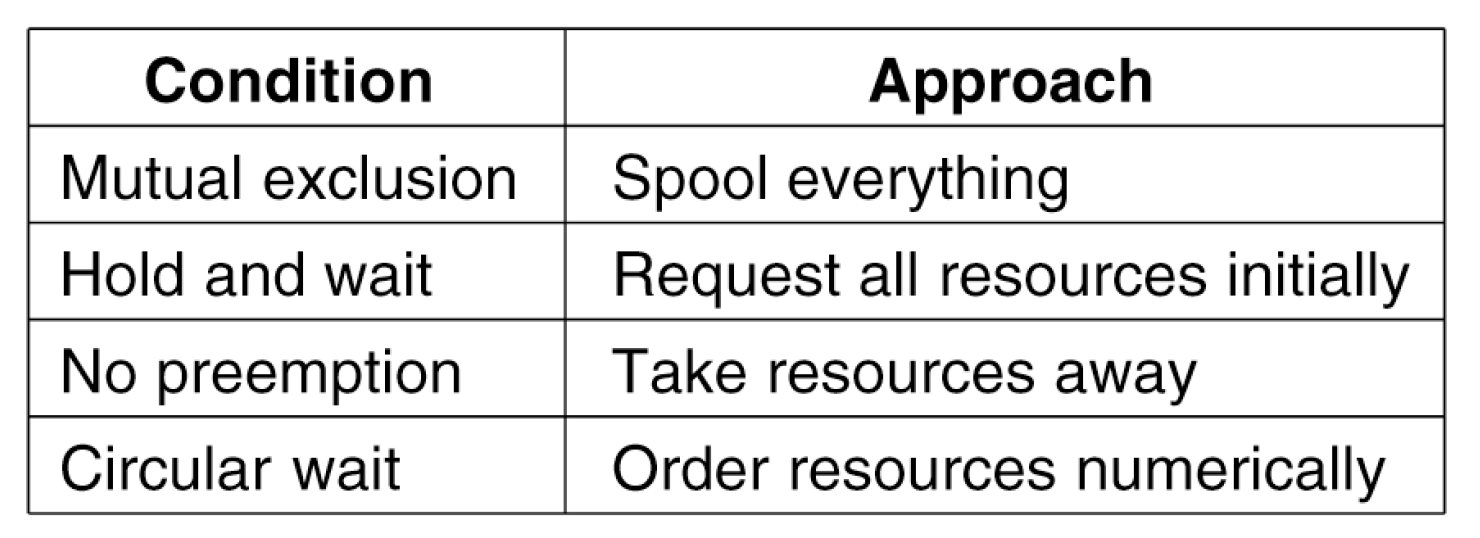 Condition Approach
Mutual exclusion Spool everything
Hold and wait Request all resources initially
No preemption Take resources away
Circular wait Order resources numerically